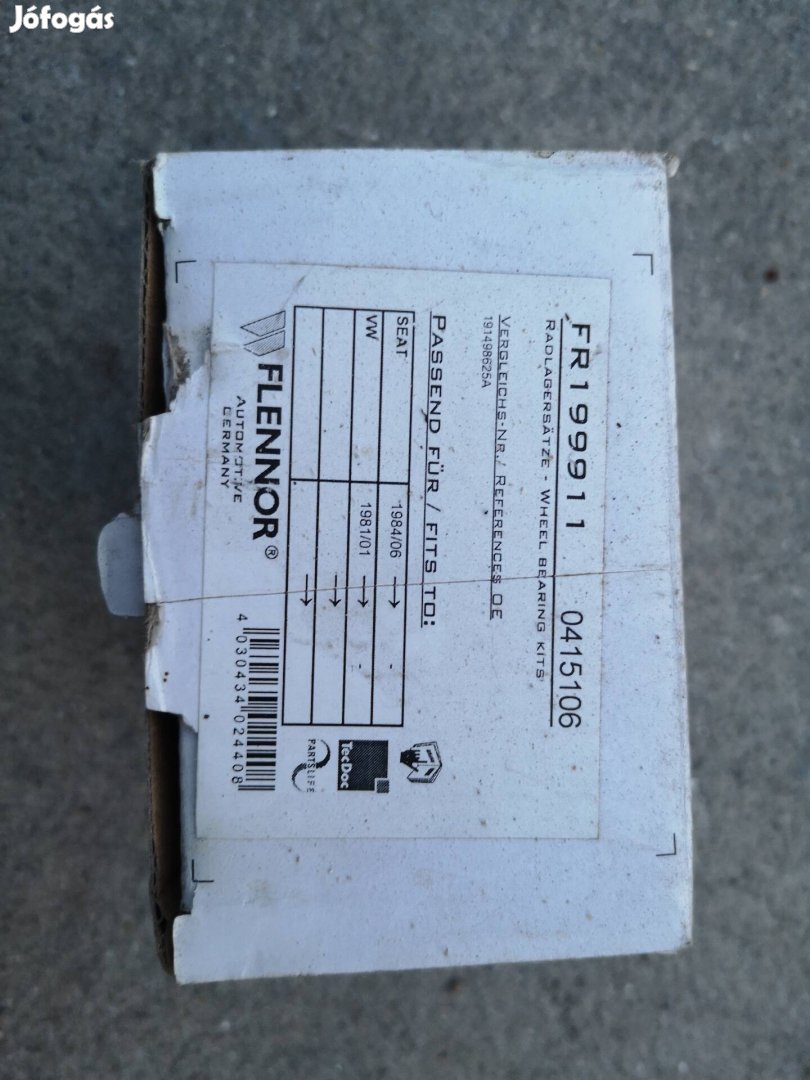 Jófogás
FR199911 0415106
RADLAGERSÄTZE - WHEEL BEARING KITS
VERGLEICHS-NR./ REFERENCES OE
191498625A
PASSEND FÜR / FITS TO:
SEAT 1984/06 → -
VW 1981/01 → -
→
→
FLENNOR®
AUTOMOTIVE
GERMANY
TecDoc
PARTSLIFE
4 030434 024408